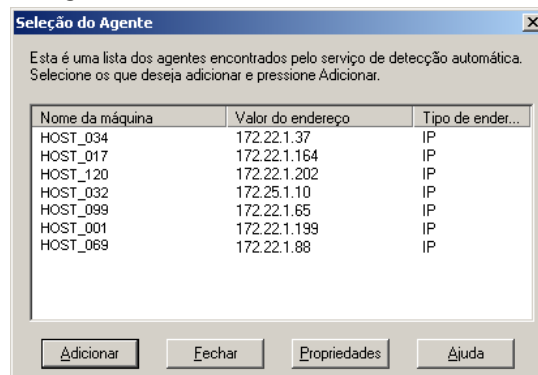 Seleção do Agente
Esta é uma lista dos agentes encontrados pelo serviço de detecção automática.
Selecione os que deseja adicionar e pressione Adicionar.
Nome da máquina Valor do endereço Tipo de ender...
HOST_034 172.22.1.37 IP
HOST_017 172.22.1.164 IP
HOST_120 172.22.1.202 IP
HOST_032 172.25.1.10 IP
HOST_099 172.22.1.65 IP
HOST_001 172.22.1.199 IP
HOST_069 172.22.1.88 IP
Adicionar Fechar Propriedades Ajuda